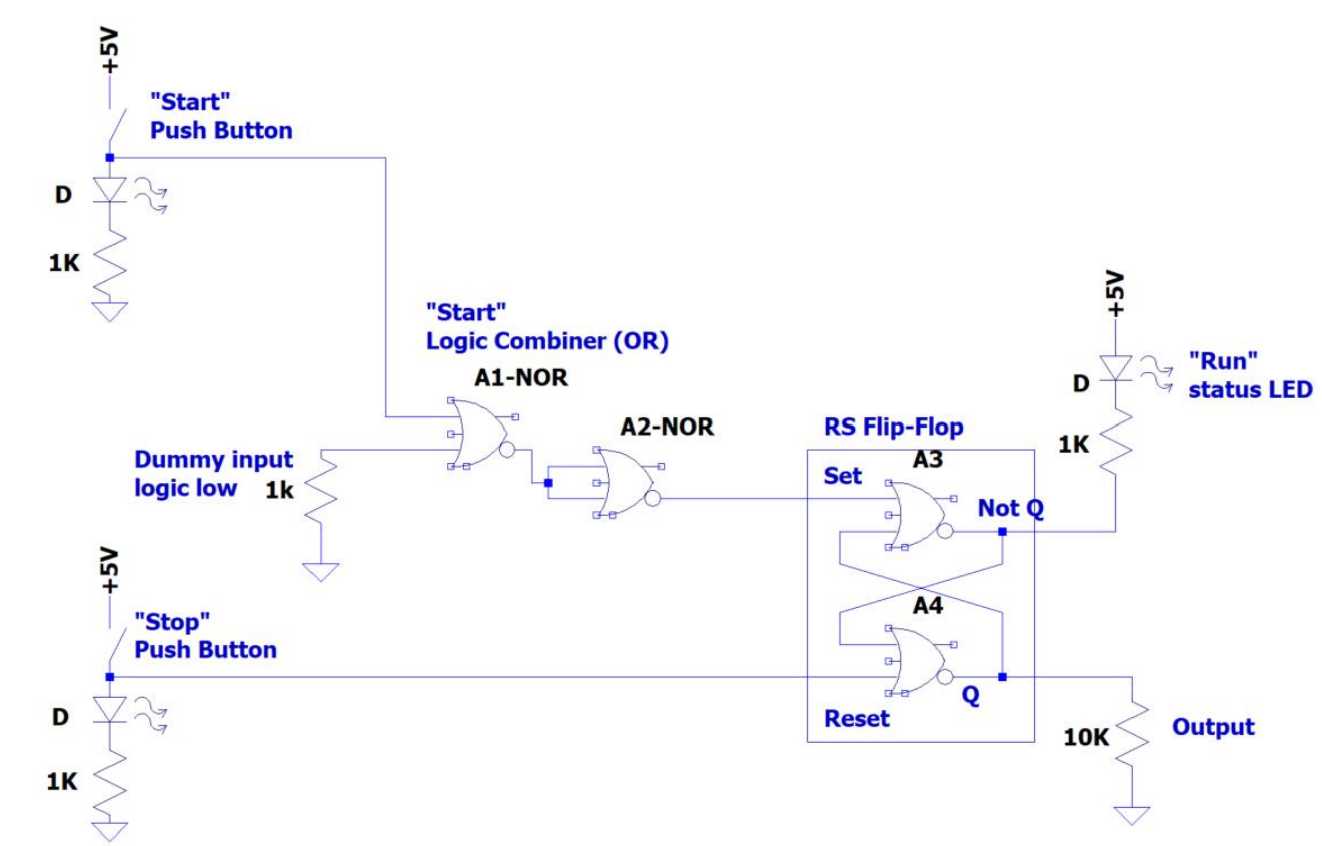 +5V
"Start"
Push Button
D
1K
"Start"
Logic Combiner (OR)
A1-NOR
A2-NOR
Dummy input
logic low
1k
RS Flip-Flop
A3
Set
Not Q
+5V
D
"Run"
status LED
1K
+5V
"Stop"
Push Button
D
1K
A4
Q
Reset
10K
Output